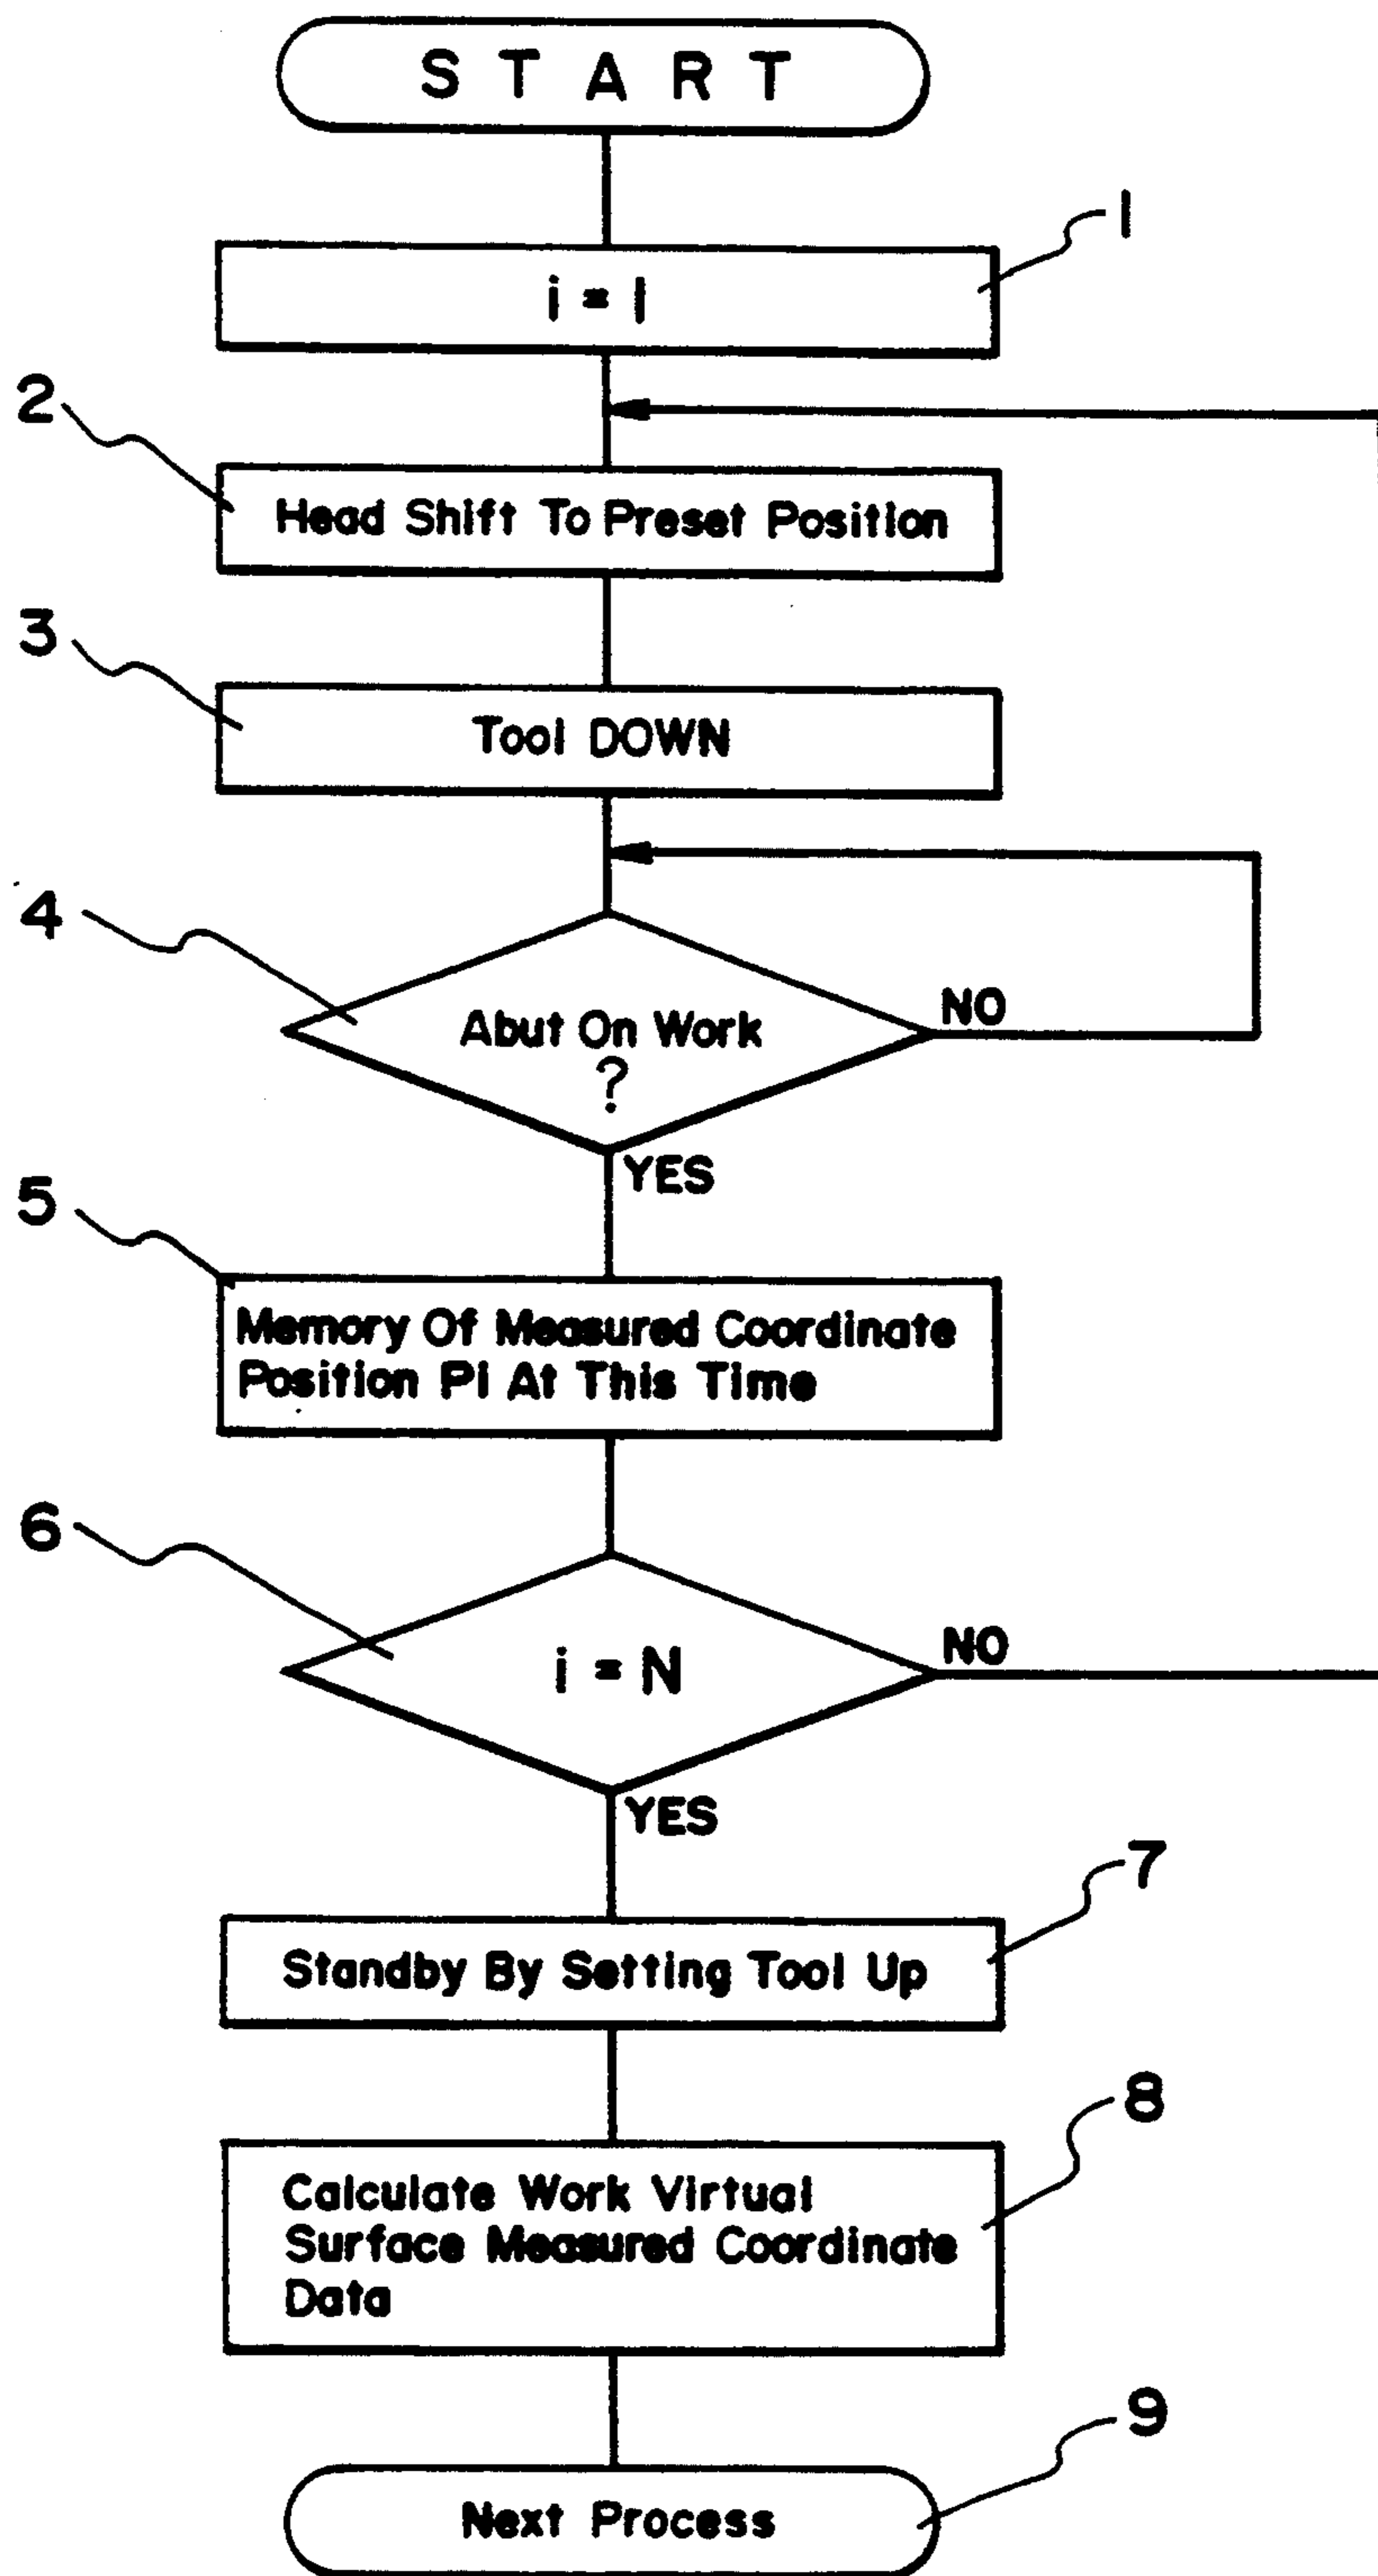 START
1
i = 1
2
Head Shift To Preset Position
3
Tool DOWN
4
Abut On Work
?
NO
YES
5
Memory Of Measured Coordinate
Position Pi At This Time
6
i = N
NO
YES
7
Standby By Setting Tool Up
8
Calculate Work Virtual
Surface Measured Coordinate
Data
9
Next Process